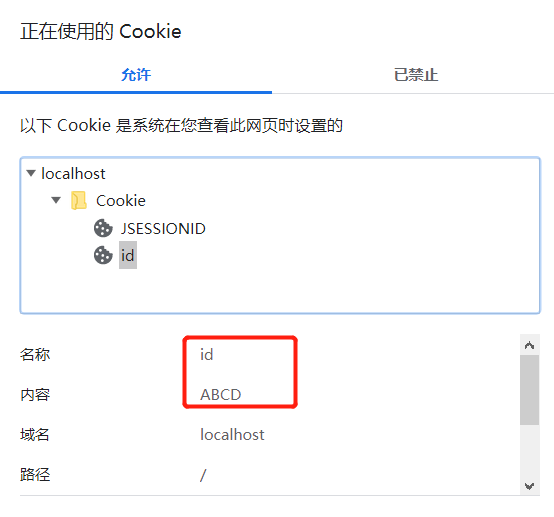 正在使用的 Cookie
允许 已禁止
以下 Cookie 是系统在您查看此网页时设置的
localhost
Cookie
JSESSIONID
id
名称 id
内容 ABCD
域名 localhost
路径 /